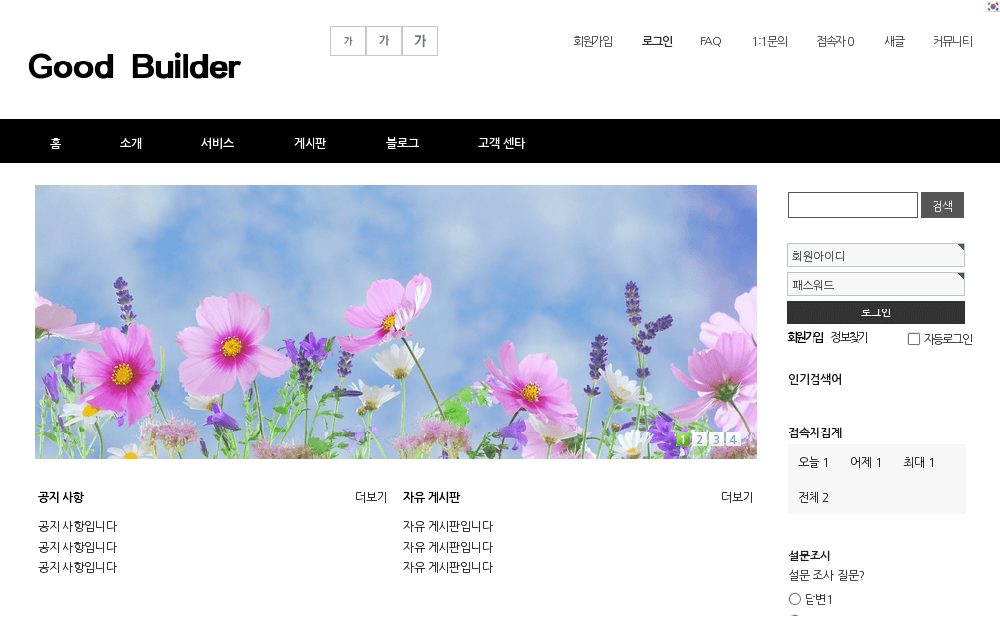 가 가 가
회원가입 로그인 FAQ 1:1문의 접속자 0 새글 커뮤니티
Good Builder
홈 소개 서비스 게시판 블로그 고객 센타
검색
회원아이디
패스워드
로그인
회원가입 정보찾기 자동로그인
인기검색어
접속자집계
오늘 1 어제 1 최대 1
전체 2
1 2 3 4
공지 사항 더보기 자유 게시판 더보기
공지 사항입니다 자유 게시판입니다
공지 사항입니다 자유 게시판입니다
공지 사항입니다 자유 게시판입니다
설문조사
설문 조사 질문?
답변1